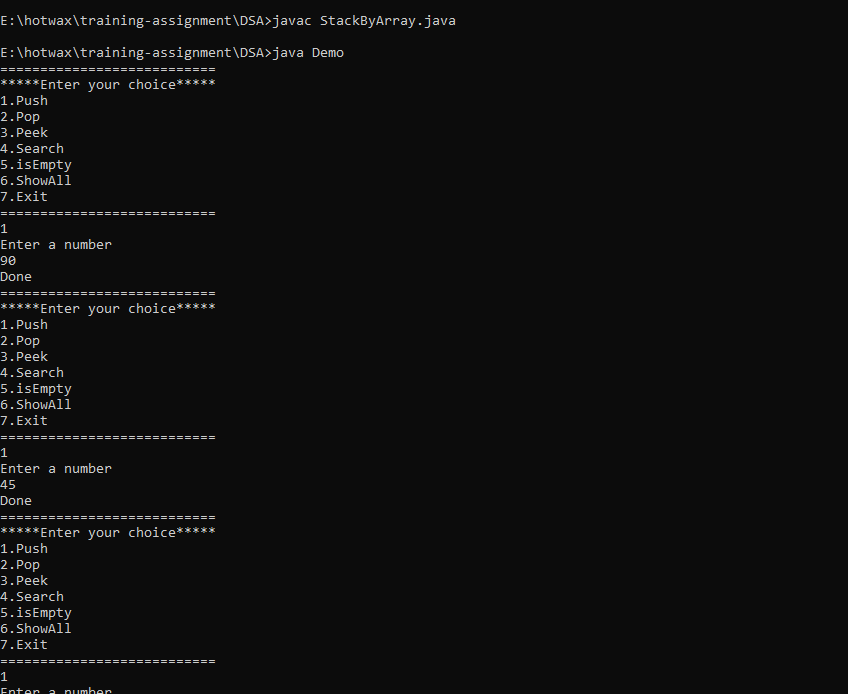 E:\hotwax\training-assignment\DSA>javac StackByArray.java
E:\hotwax\training-assignment\DSA>java Demo
===========================
*****Enter your choice*****
1.Push
2.Pop
3.Peek
4.Search
5.isEmpty
6.ShowAll
7.Exit
===========================
1
Enter a number
90
Done
===========================
*****Enter your choice*****
1.Push
2.Pop
3.Peek
4.Search
5.isEmpty
6.ShowAll
7.Exit
===========================
1
Enter a number
45
Done
===========================
*****Enter your choice*****
1.Push
2.Pop
3.Peek
4.Search
5.isEmpty
6.ShowAll
7.Exit
===========================
1
Enter a number